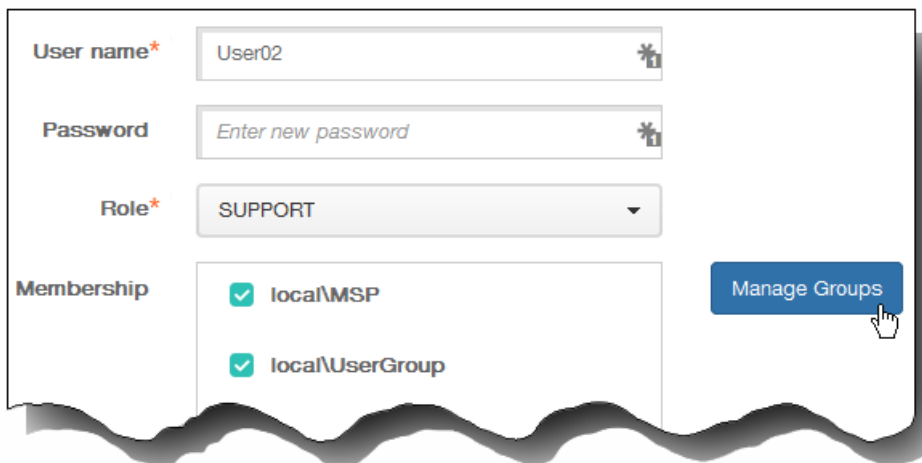 User name*
User02
Password
Enter new password
Role*
SUPPORT
Membership
local\MSP
Manage Groups
local\UserGroup